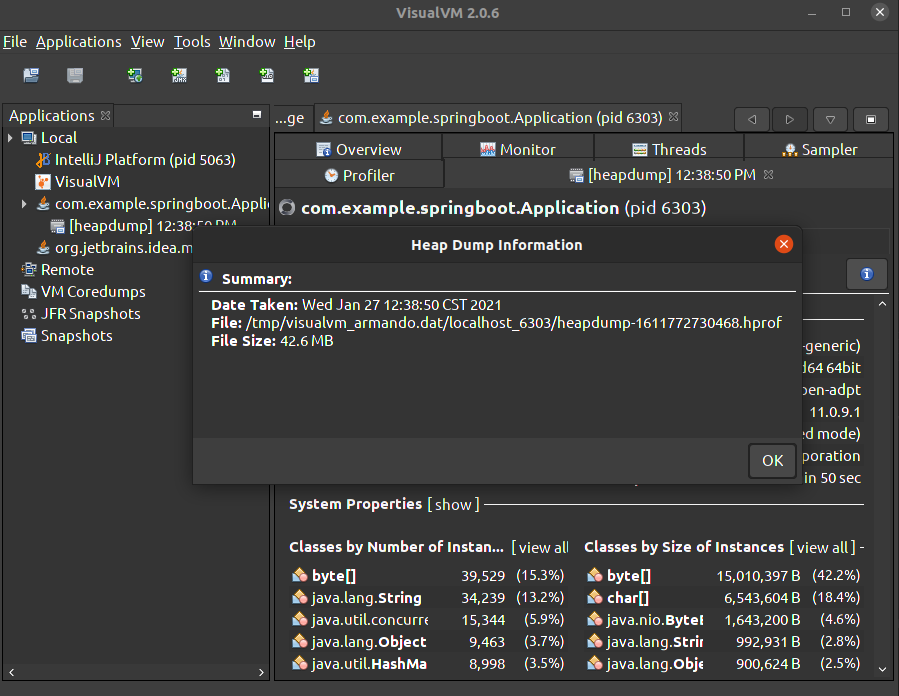 VisualVM 2.0.6
File Applications View Tools Window Help
Applications
Local
IntelliJ Platform (pid 5063)
VisualVM
com.example.springboot.Appli
[heapdump] 12:38:50 PM
org.jetbrains.idea.m
Remote
VM Coredumps
JFR Snapshots
Snapshots
...ge
com.example.springboot.Application (pid 6303)
Overview Monitor Threads Sampler
Profiler [heapdump] 12:38:50 PM
com.example.springboot.Application (pid 6303)
Heap Dump Information
Summary:
Date Taken: Wed Jan 27 12:38:50 CST 2021
File: /tmp/visualvm_armando.dat/localhost_6303/heapdump-1611772730468.hprof
File Size: 42.6 MB
OK
-generic)
d64 64bit
pen-adpt
11.0.9.1
ed mode)
poration
in 50 sec
System Properties [ show ]
Classes by Number of Instan... [ view all
byte[] 39,529 (15.3%)
java.lang.String 34,239 (13.2%)
java.util.concurre 15,344 (5.9%)
java.lang.Object 9,463 (3.7%)
java.util.HashMa 8,998 (3.5%)
Classes by Size of Instances [ view all ]
byte[] 15,010,397 B (42.2%)
char[] 6,543,604 B (18.4%)
java.nio.ByteB 1,643,200 B (4.6%)
java.lang.Strin 992,931 B (2.8%)
java.lang.Obje 900,624 B (2.5%)